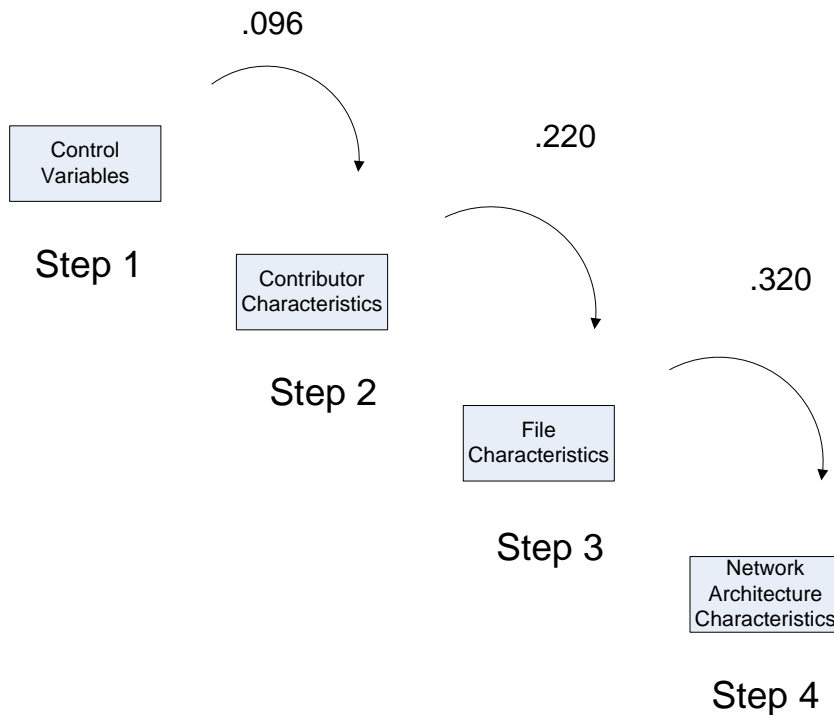 .096
Control
Variables
Step 1
.220
Contributor
Characteristics
Step 2
.320
File
Characteristics
Step 3
Network
Architecture
Characteristics
Step 4